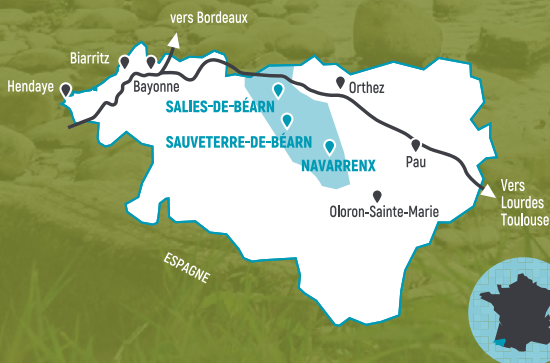 vers Bordeaux
Biarritz
Hendaye
Bayonne
Orthez
SALIES-DE-BÉARN
SAUVETERRE-DE-BÉARN
NAVARRENX
Pau
Vers
Lourdes
Toulouse
Oloron-Sainte-Marie
ESPAGNE